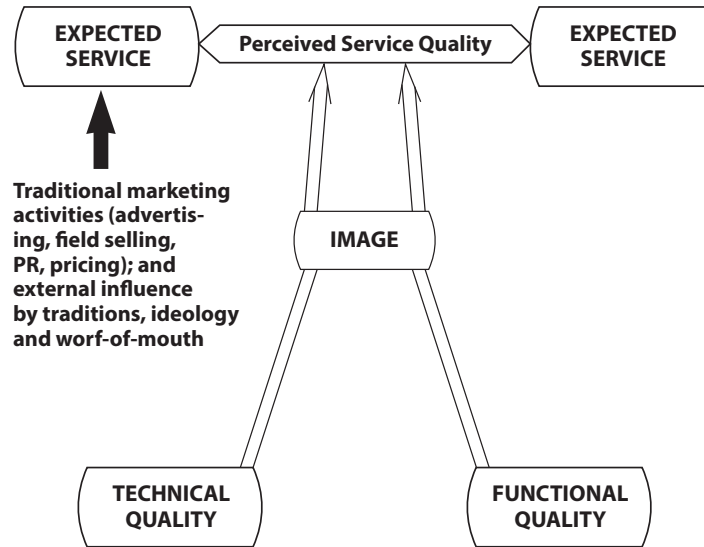 EXPECTED
SERVICE
Perceived Service Quality
EXPECTED
SERVICE
Traditional marketing
activities (advertis-
ing, field selling,
PR, pricing); and
external influence
by traditions, ideology
and worf-of-mouth
IMAGE
TECHNICAL
QUALITY
FUNCTIONAL
QUALITY